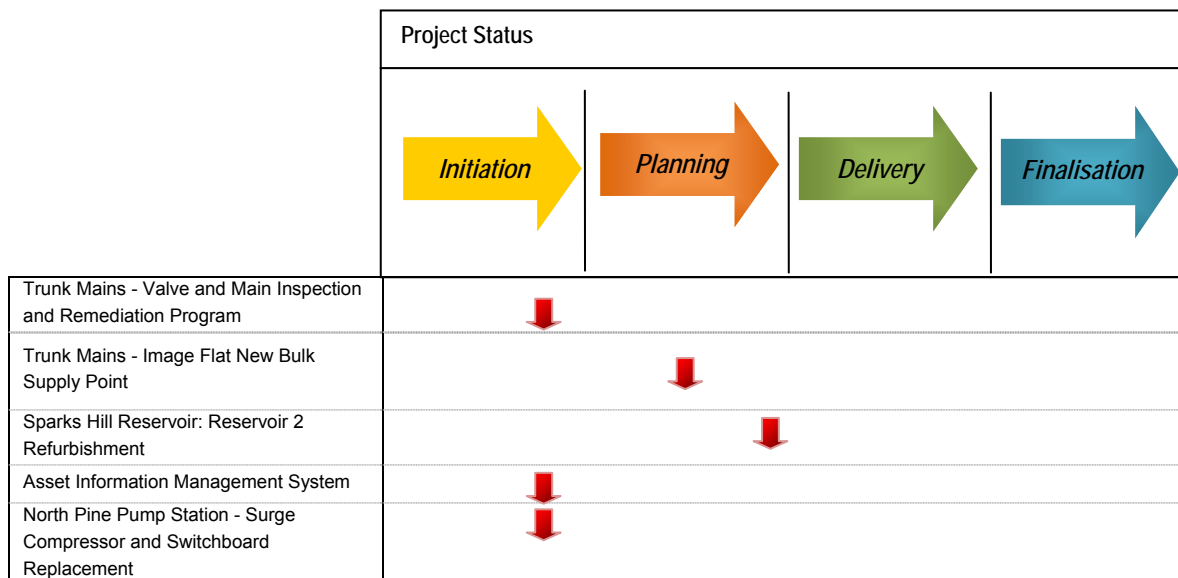 Project Status
Initiation
Planning
Delivery
Finalisation
Trunk Mains - Valve and Main Inspection
and Remediation Program
Trunk Mains - Image Flat New Bulk
Supply Point
Sparks Hill Reservoir: Reservoir 2
Refurbishment
Asset Information Management System
North Pine Pump Station - Surge
Compressor and Switchboard
Replacement